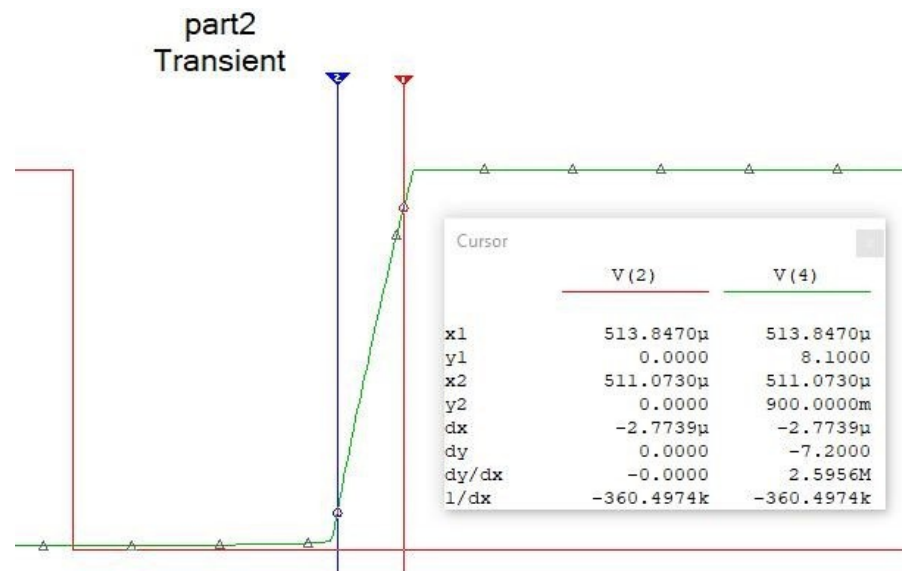 part2
Transient
2
1
Cursor
V(2) V(4)
x1 513.8470µ 513.8470µ
y1 0.0000 8.1000
x2 511.0730µ 511.0730µ
y2 0.0000 900.0000m
dx -2.7739µ -2.7739µ
dy 0.0000 -7.2000
dy/dx -0.0000 2.5956M
1/dx -360.4974k -360.4974k